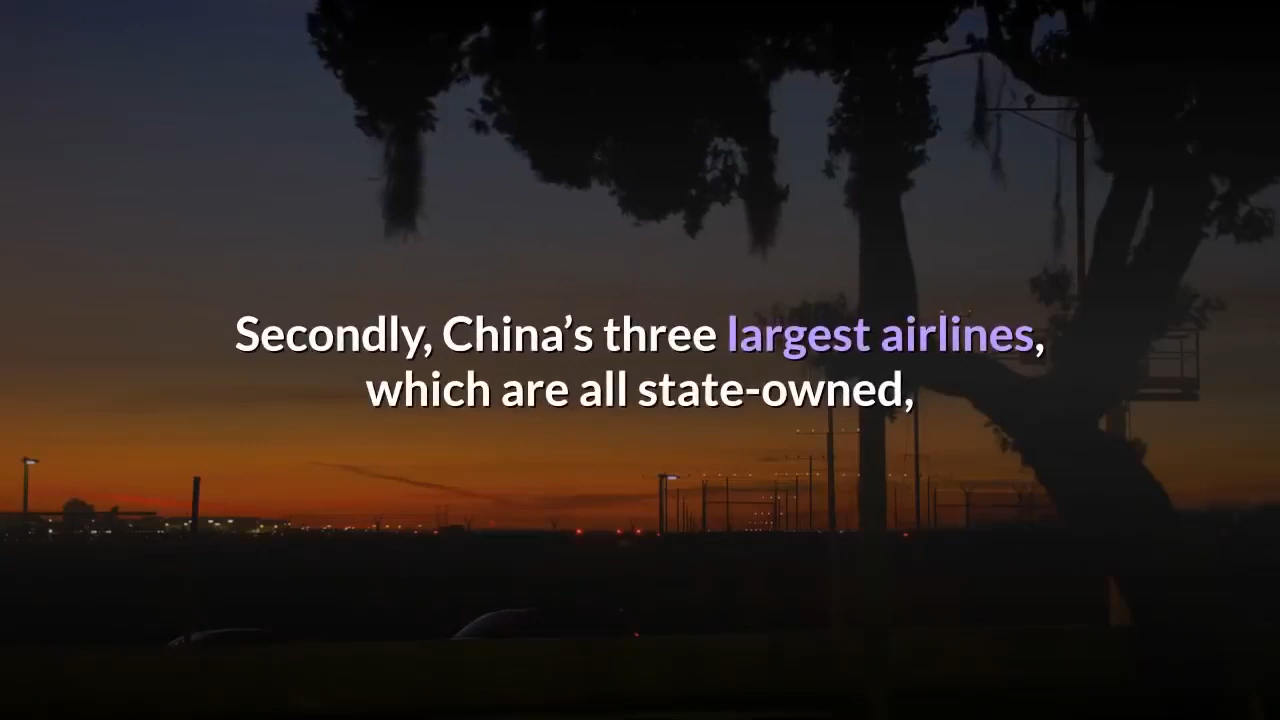 Secondly, China’s three largest airlines,
which are all state-owned,